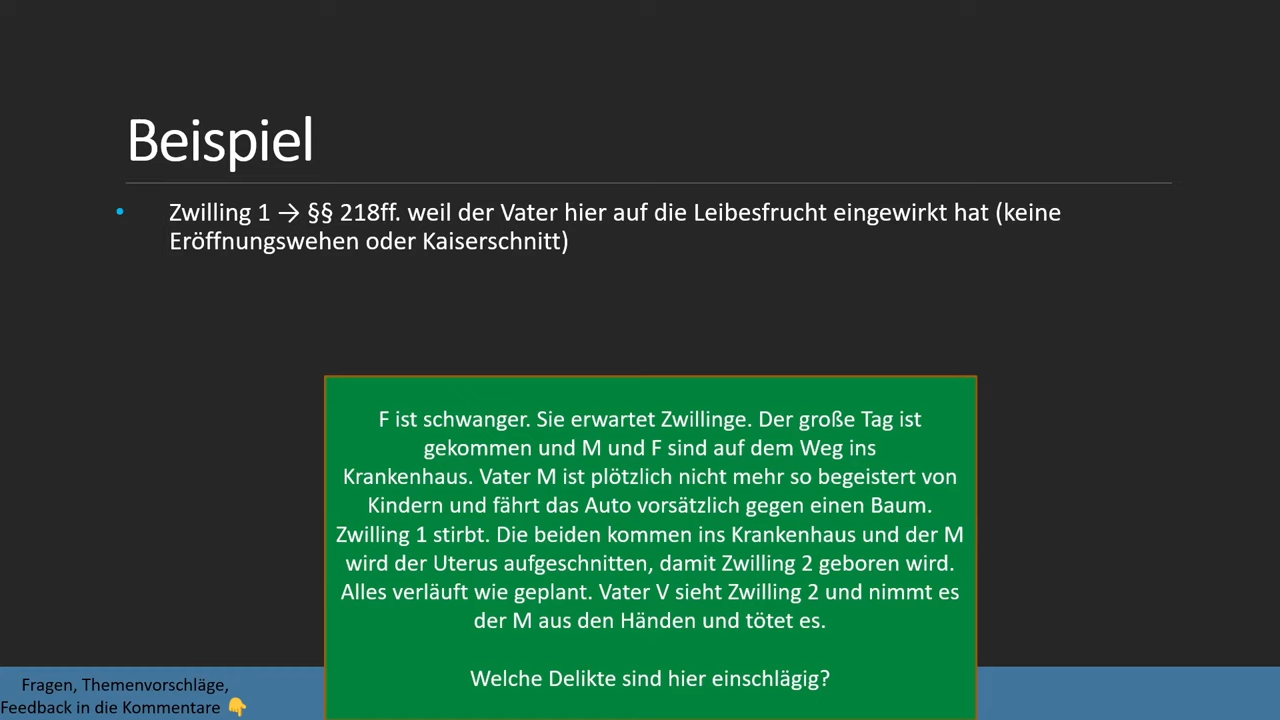 Beispiel
• Zwilling 1 → §§ 218ff. weil der Vater hier auf die Leibesfrucht eingewirkt hat (keine
Eröffnungswehen oder Kaiserschnitt)
F ist schwanger. Sie erwartet Zwillinge. Der große Tag ist
gekommen und M und F sind auf dem Weg ins
Krankenhaus. Vater M ist plötzlich nicht mehr so begeistert von
Kindern und fährt das Auto vorsätzlich gegen einen Baum.
Zwilling 1 stirbt. Die beiden kommen ins Krankenhaus und der M
wird der Uterus aufgeschnitten, damit Zwilling 2 geboren wird.
Alles verläuft wie geplant. Vater V sieht Zwilling 2 und nimmt es
der M aus den Händen und tötet es.
Welche Delikte sind hier einschlägig?
Fragen, Themenvorschläge,
Feedback in die Kommentare 👇